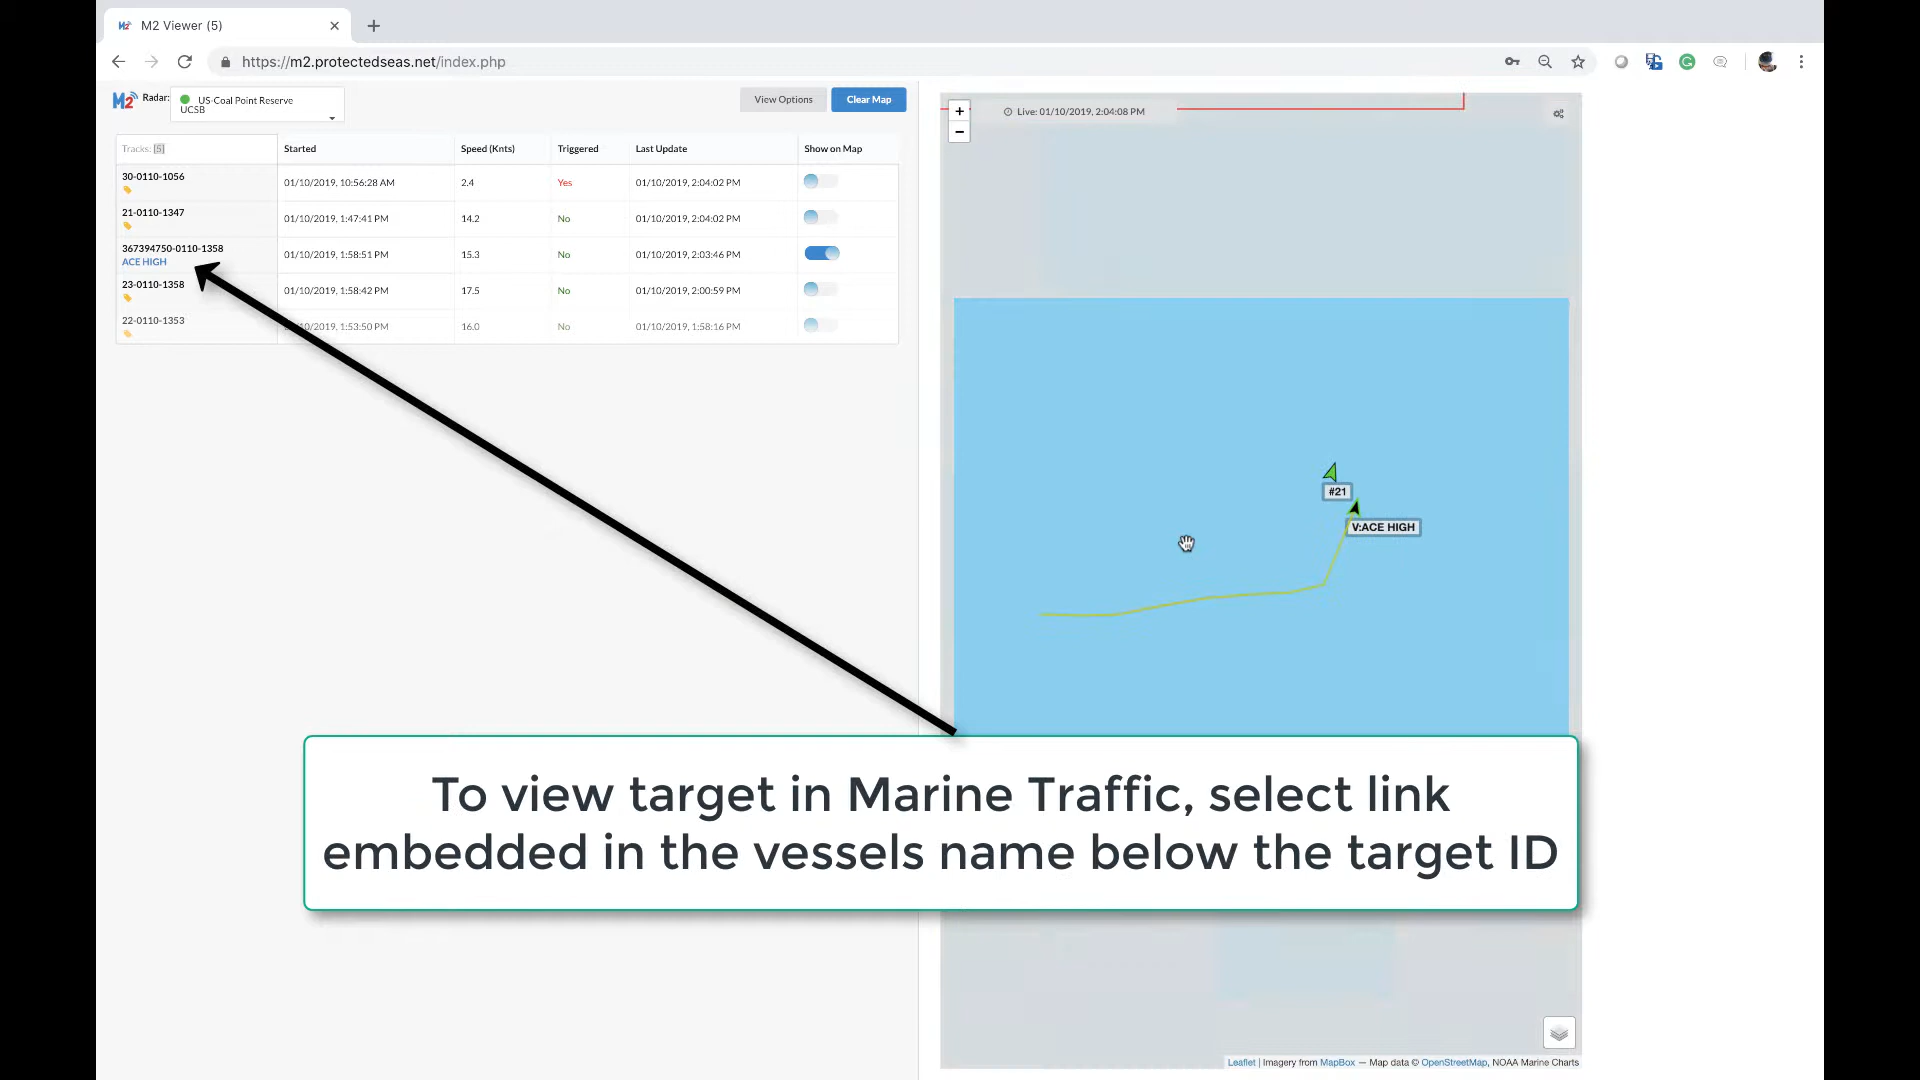 M2 Viewer (5)
https://m2.protectedseas.net/index.php
M2
Radar:
US-Coal Point Reserve
UCSB
View Options
Clear Map
Tracks: [5]
Started
Speed (Knts)
Triggered
Last Update
Show on Map
30-0110-1056
01/10/2019, 10:56:28 AM
2.4
Yes
01/10/2019, 2:04:02 PM
21-0110-1347
01/10/2019, 1:47:41 PM
14.2
No
01/10/2019, 2:04:02 PM
367394750-0110-1358
ACE HIGH
01/10/2019, 1:58:51 PM
15.3
No
01/10/2019, 2:03:46 PM
23-0110-1358
01/10/2019, 1:58:42 PM
17.5
No
01/10/2019, 2:00:59 PM
22-0110-1353
/10/2019, 1:53:50 PM
16.0
No
01/10/2019, 1:58:16 PM
+
−
Live: 01/10/2019, 2:04:08 PM
#21
V:ACE HIGH
To view target in Marine Traffic, select link
embedded in the vessels name below the target ID
Leaflet | Imagery from MapBox — Map data © OpenStreetMap, NOAA Marine Charts